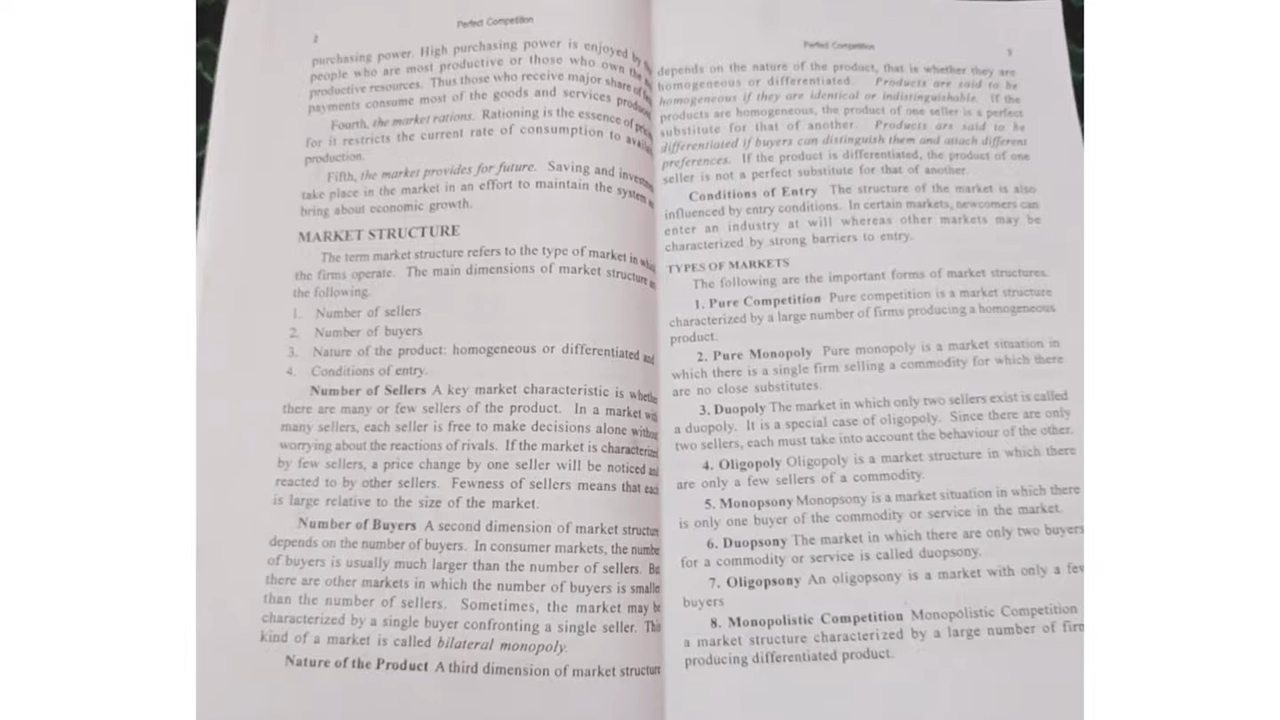 2
Perfect Competition
purchasing power. High purchasing power is enjoyed by
people who are most productive or those who own the
productive resources. Thus those who receive major share of
payments consume most of the goods and services
Fourth, the market rations. Rationing is the essence of
for it restricts the current rate of consumption to
production.
Fifth, the market provides for future. Saving and
take place in the market in an effort to maintain the system
bring about economic growth.
MARKET STRUCTURE
The term market structure refers to the type of market in
the firms operate. The main dimensions of market structure
the following.
1. Number of sellers
2. Number of buyers
3. Nature of the product: homogeneous or differentiated and
4. Conditions of entry.
Number of Sellers A key market characteristic is
there are many or few sellers of the product. In a market
many sellers, each seller is free to make decisions alone
worrying about the reactions of rivals. If the market is
by few sellers, a price change by one seller will be noticed and
reacted to by other sellers. Fewness of sellers means that each
is large relative to the size of the market.
Number of Buyers A second dimension of market structure
depends on the number of buyers. In consumer markets, the
of buyers is usually much larger than the number of sellers.
there are other markets in which the number of buyers is
than the number of sellers. Sometimes, the market may be
characterized by a single buyer confronting a single seller.
kind of a market is called bilateral monopoly.
Nature of the Product A third dimension of market structure
Perfect Competition
depends on the nature of the product, that is whether they are
homogeneous or differentiated. Products are said to be
homogeneous if they are identical or indistinguishable. If the
products are homogeneous, the product of one seller is a perfect
substitute for that of another. Products are said to be
differentiated if buyers can distinguish them and attach different
preferences. If the product is differentiated, the product of one
seller is not a perfect substitute for that of another.
Conditions of Entry The structure of the market is also
influenced by entry conditions. In certain markets, newcomers can
enter an industry at will whereas other markets may be
characterized by strong barriers to entry.
TYPES OF MARKETS
The following are the important forms of market structures.
1. Pure Competition Pure competition is a market structure
characterized by a large number of firms producing a homogeneous
product.
2. Pure Monopoly Pure monopoly is a market situation in
which there is a single firm selling a commodity for which there
are no close substitutes.
3. Duopoly The market in which only two sellers exist is called
a duopoly. It is a special case of oligopoly. Since there are only
two sellers, each must take into account the behaviour of the other.
4. Oligopoly Oligopoly is a market structure in which there
are only a few sellers of a commodity.
5. Monopsony Monopsony is a market situation in which there
is only one buyer of the commodity or service in the market.
6. Duopsony The market in which there are only two buyers
for a commodity or service is called duopsony.
7. Oligopsony An oligopsony is a market with only a few
buyers
8. Monopolistic Competition Monopolistic Competition
a market structure characterized by a large number of
producing differentiated product.